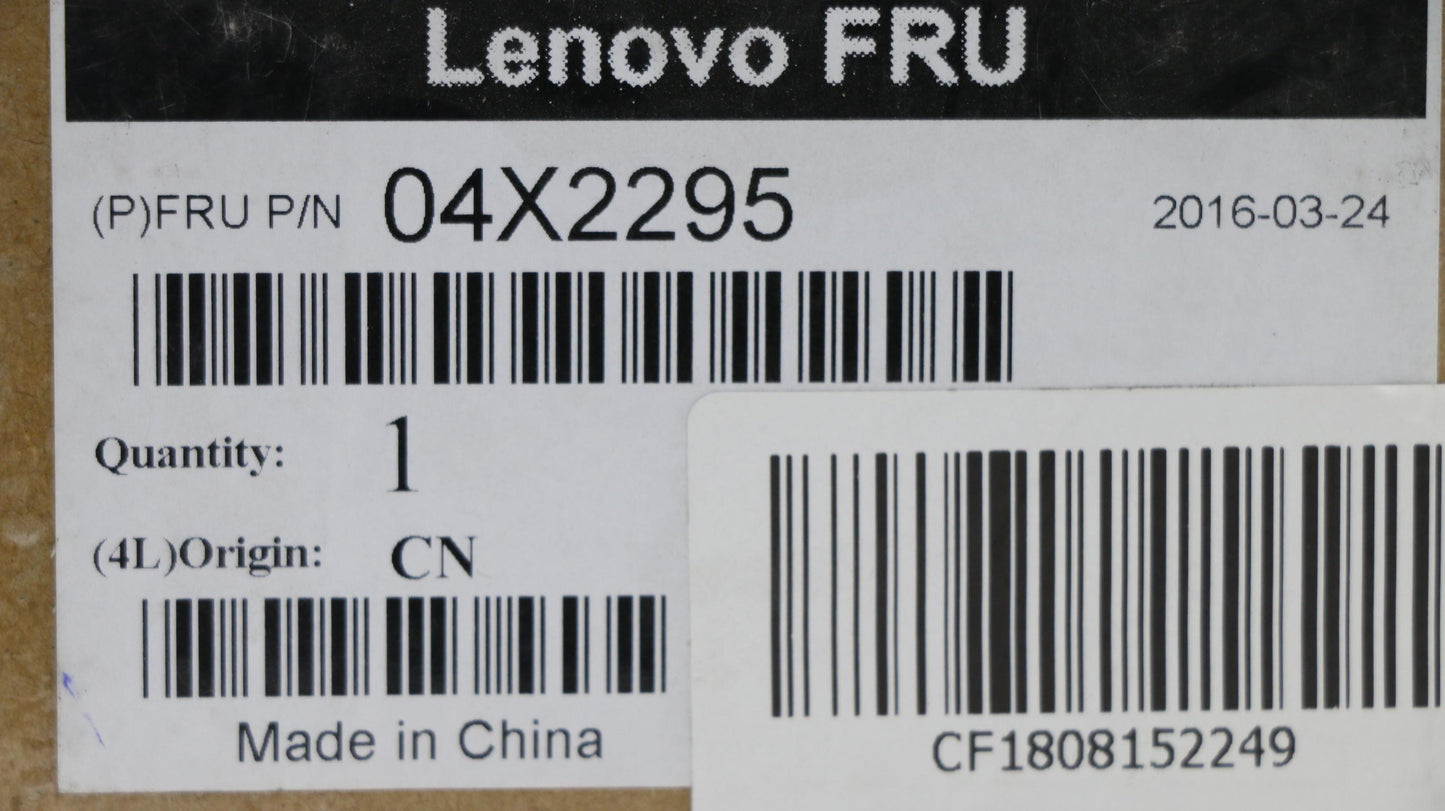 Lenovo FRU
(P)FRU P/N 04X2295 2016-03-24
Quantity: 1
(4L)Origin: CN
Made in China
CF1808152249